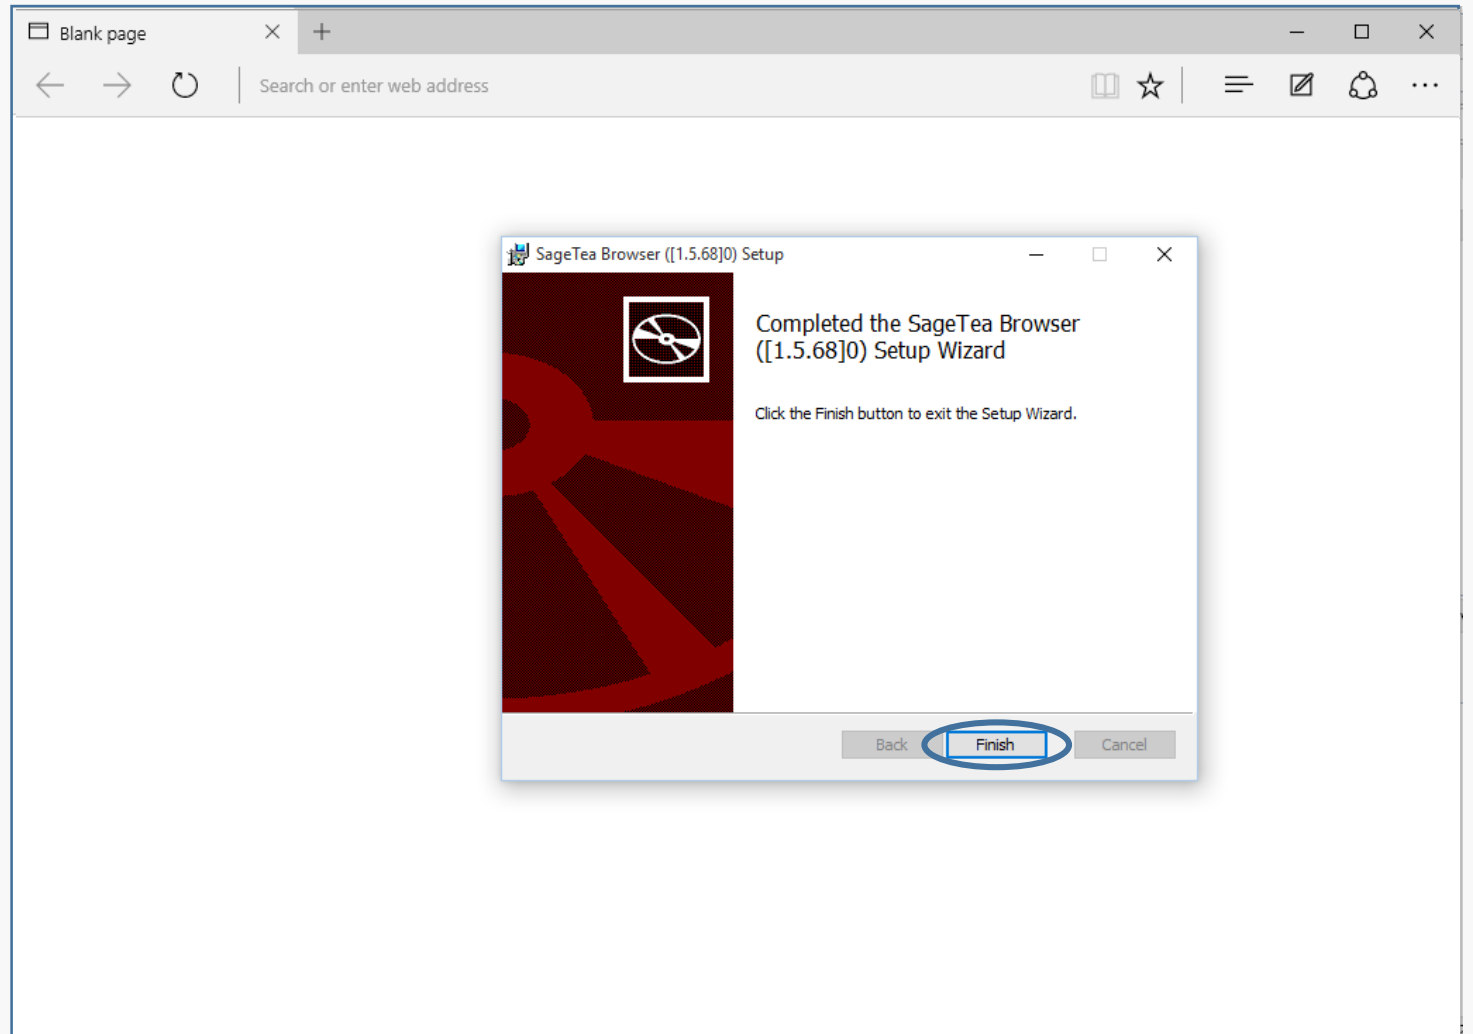 Blank page
Search or enter web address
SageTea Browser ([1.5.68]0) Setup
Completed the SageTea Browser
([1.5.68]0) Setup Wizard
Click the Finish button to exit the Setup Wizard.
Back Finish Cancel